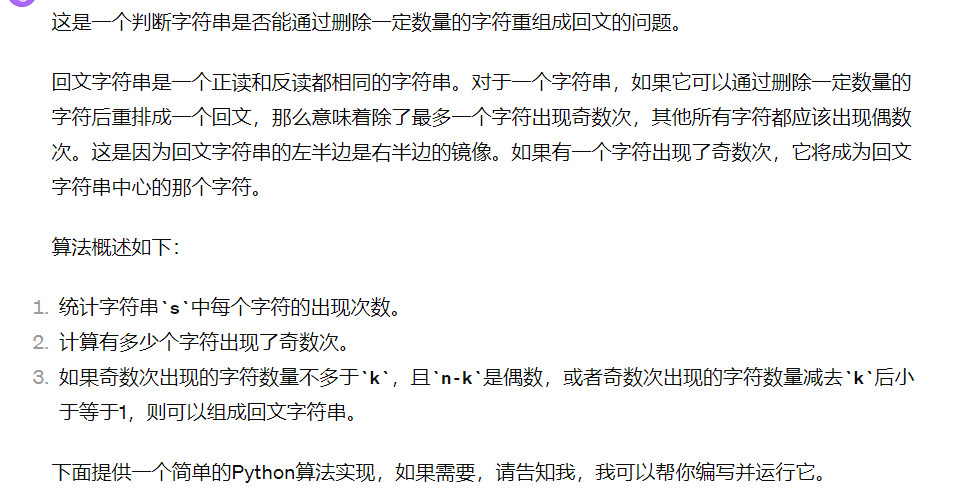 这是一个判断字符串是否能通过删除一定数量的字符重组成回文的问题。
回文字符串是一个正读和反读都相同的字符串。对于一个字符串，如果它可以通过删除一定数量的
字符后重排成一个回文，那么意味着除了最多一个字符出现奇数次，其他所有字符都应该出现偶数
次。这是因为回文字符串的左半边是右半边的镜像。如果有一个字符出现了奇数次，它将成为回文
字符串中心的那个字符。
算法概述如下：
1. 统计字符串`s`中每个字符的出现次数。
2. 计算有多少个字符出现了奇数次。
3. 如果奇数次出现的字符数量不多于`k`，且`n-k`是偶数，或者奇数次出现的字符数量减去`k`后小
于等于1，则可以组成回文字符串。
下面提供一个简单的Python算法实现，如果需要，请告知我，我可以帮你编写并运行它。